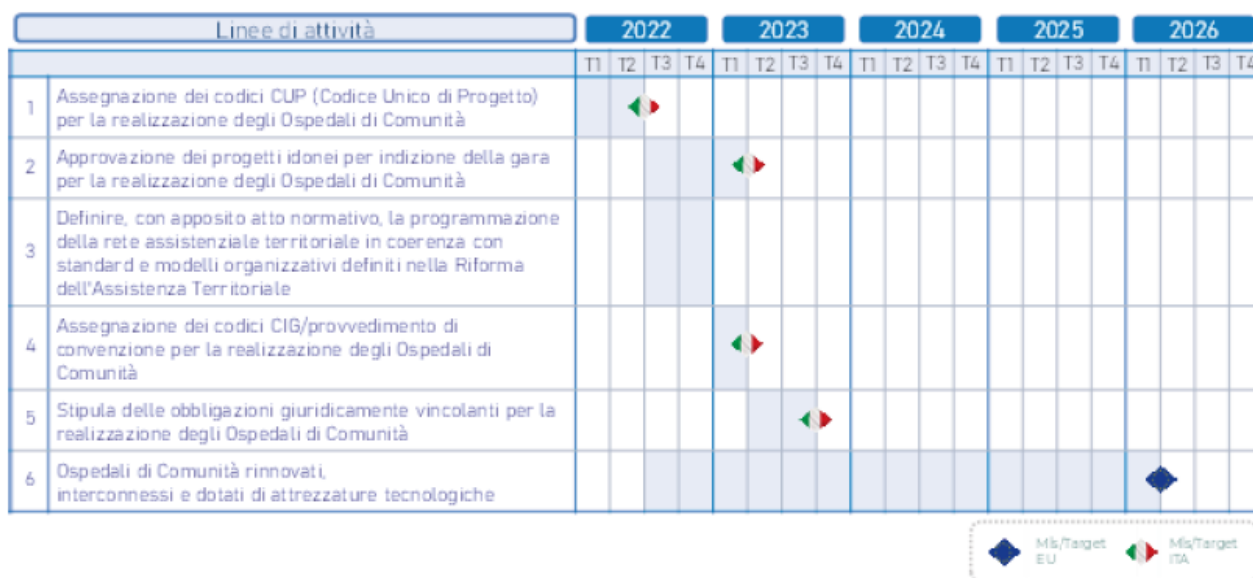 Linee di attività 2022 2023 2024 2025 2026
T1 T2 T3 T4 T1 T2 T3 T4 T1 T2 T3 T4 T1 T2 T3 T4 T1 T2 T3 T4
1 Assegnazione dei codici CUP (Codice Unico di Progetto)
per la realizzazione degli Ospedali di Comunità
2 Approvazione dei progetti idonei per indizione della gara
per la realizzazione degli Ospedali di Comunità
3 Definire, con apposito atto normativo, la programmazione
della rete assistenziale territoriale in coerenza con
standard e modelli organizzativi definiti nella Riforma
dell'Assistenza Territoriale
4 Assegnazione dei codici CIG/provvedimento di
convenzione per la realizzazione degli Ospedali di
Comunità
5 Stipula delle obbligazioni giuridicamente vincolanti per la
realizzazione degli Ospedali di Comunità
6 Ospedali di Comunità rinnovati,
interconnessi e dotati di attrezzature tecnologiche
Mls/Target
EU
Mls/Target
ITA